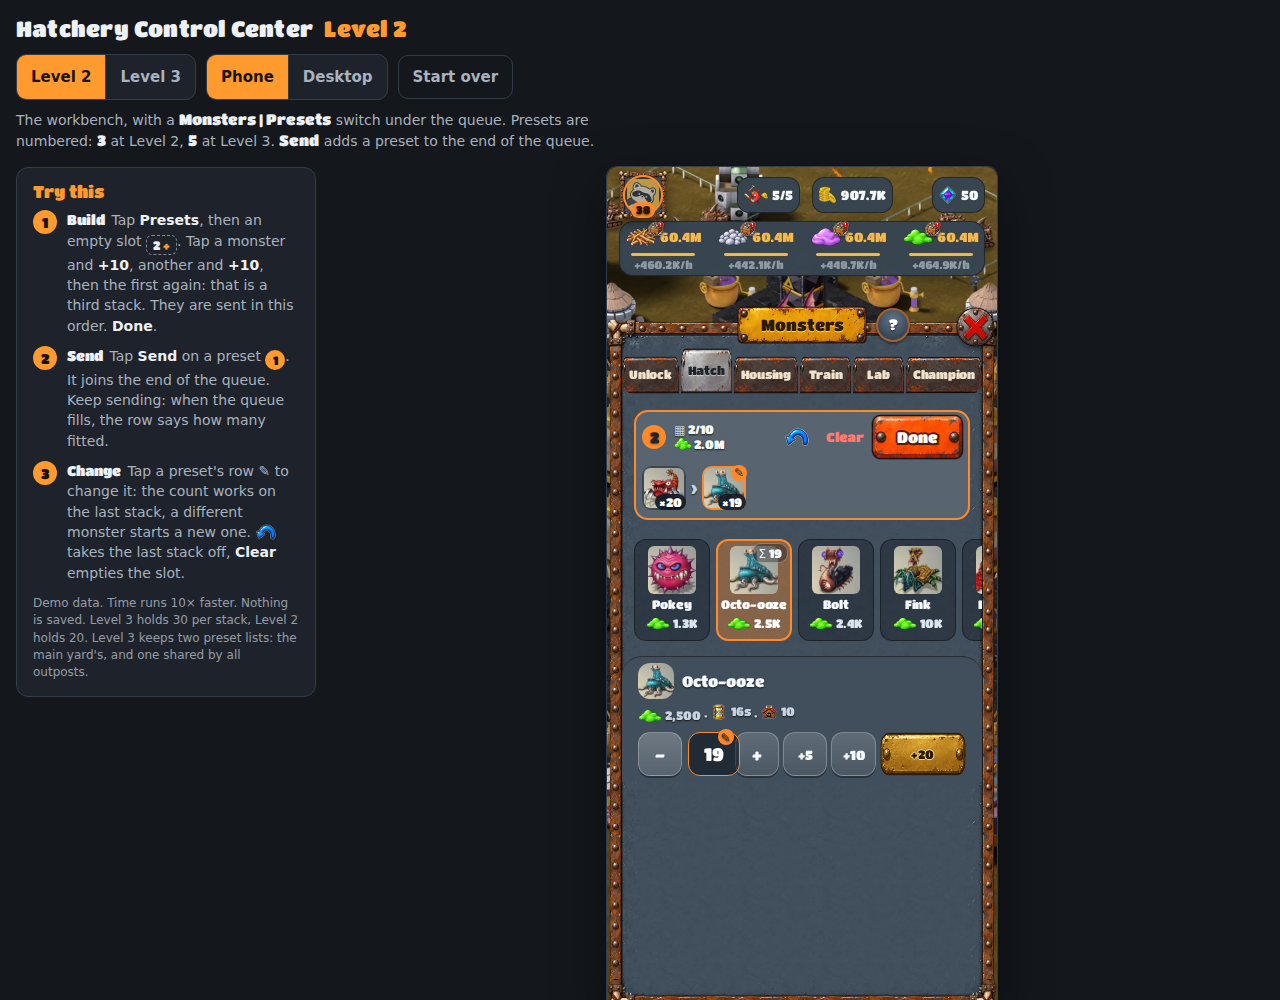 Hatchery Control Center Level 2
Level 2 Level 3 Phone Desktop Start over
The workbench, with a Monsters|Presets switch under the queue. Presets are
numbered: 3 at Level 2, 5 at Level 3. Send adds a preset to the end of the queue.
Try this
1 Build Tap Presets, then an
empty slot 2+. Tap a monster
and +10, another and +10,
then the first again: that is a
third stack. They are sent in this
order. Done.
2 Send Tap Send on a preset 1.
It joins the end of the queue.
Keep sending: when the queue
fills, the row says how many
fitted.
3 Change Tap a preset's row ✎ to
change it: the count works on
the last stack, a different
monster starts a new one.
takes the last stack off, Clear
empties the slot.
Demo data. Time runs 10× faster. Nothing
is saved. Level 3 holds 30 per stack, Level 2
holds 20. Level 3 keeps two preset lists: the
main yard's, and one shared by all
outposts.
30 5/5 907.7K 50
60.4M 60.4M 60.4M 60.4M
+460.2K/h +442.1K/h +448.7K/h +464.9K/h
Monsters ?
Unlock Hatch Housing Train Lab Champion
2 2/10 Clear Done
2.0M
×20 › ×19
Σ 19
Pokey Octo-ooze Bolt Fink
1.3K 2.5K 2.4K 10K
Octo-ooze
2,500 · 16s · 10
− 19 + +5 +10 +20